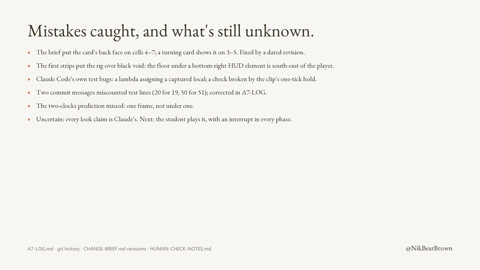 Mistakes caught, and what's still unknown.
• The brief put the card's back face on cells 4–7; a turning card shows it on 3–5. Fixed by a dated revision.
• The first strips put the rig over black void: the floor under a bottom-right HUD element is south-east of the player.
• Claude Code's own test bugs: a lambda assigning a captured local; a check broken by the clip's one-tick hold.
• Two commit messages miscounted test lines (20 for 19, 50 for 51); corrected in A7-LOG.
• The two-clocks prediction missed: one frame, not under one.
• Uncertain: every look claim is Claude's. Next: the student plays it, with an interrupt in every phase.
A7-LOG.md · git history · CHANGE-BRIEF.md revisions · HUMAN-CHECK-NOTES.md
@NikBearBrown